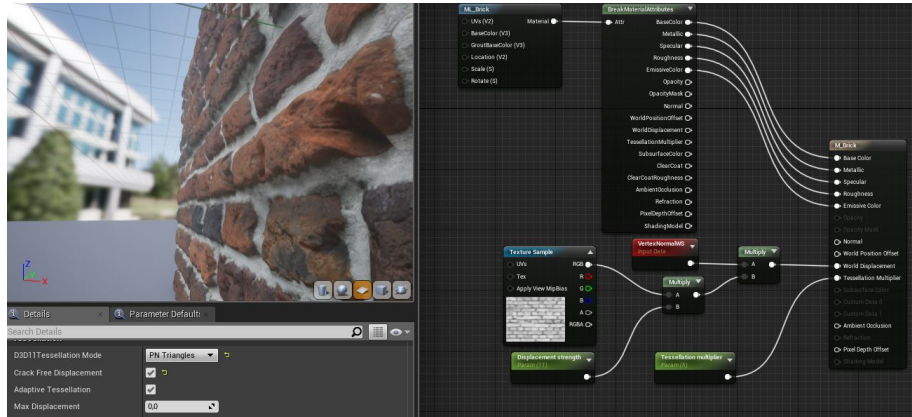 Z
Y
X
Details
Parameter Default:
Search Details
D3D11Tessellation Mode
PN Triangles
Crack Free Displacement
Adaptive Tessellation
Max Displacement
0,0
ML_Brick
UVs (V2)
Material
BaseColor (V3)
GroutBaseColor (V3)
Location (V2)
Scale (S)
Rotate (S)
BreakMaterialAttributes
Attr
BaseColor
Metallic
Specular
Roughness
EmissiveColor
Opacity
OpacityMask
Normal
WorldPositionOffset
WorldDisplacement
TessellationMultiplier
SubsurfaceColor
ClearCoat
ClearCoatRoughness
AmbientOcclusion
Refraction
PixelDepthOffset
ShadingModel
Texture Sample
UVs
RGB
Tex
R
Apply View MipBias
G
B
A
RGBA
VertexNormalWS
Input Data
Multiply
A
B
Multiply
A
B
Displacement strength
Param (11)
Tessellation multiplier
Param (6)
M_Brick
Base Color
Metallic
Specular
Roughness
Emissive Color
Opacity
Opacity Mask
Normal
World Position Offset
World Displacement
Tessellation Multiplier
Subsurface Color
Custom Data 0
Custom Data 1
Ambient Occlusion
Refraction
Pixel Depth Offset
Shading Model